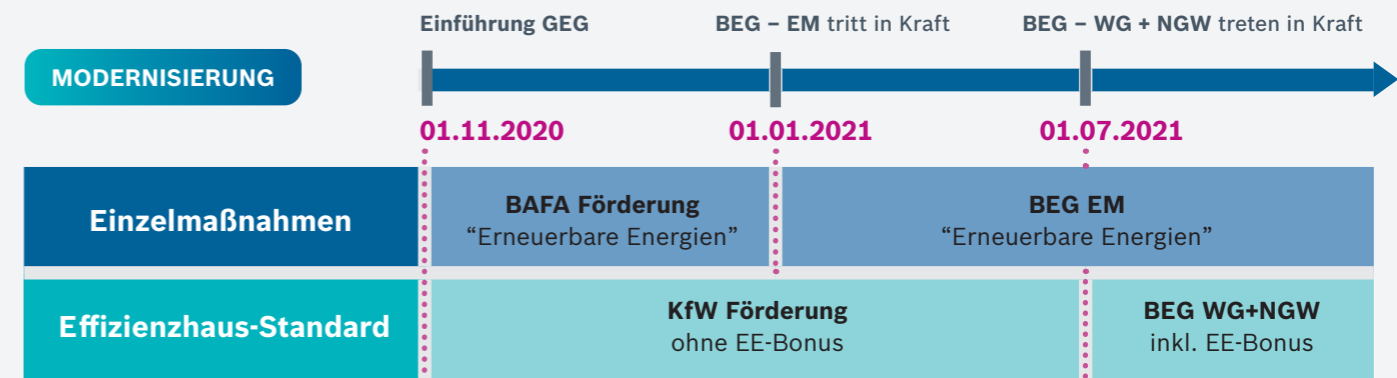 Einführung GEG
BEG – EM tritt in Kraft
BEG – WG + NGW treten in Kraft
MODERNISIERUNG
01.11.2020
01.01.2021
01.07.2021
Einzelmaßnahmen
BAFA Förderung
“Erneuerbare Energien”
BEG EM
“Erneuerbare Energien”
Effizienzhaus-Standard
KfW Förderung
ohne EE-Bonus
BEG WG+NGW
inkl. EE-Bonus